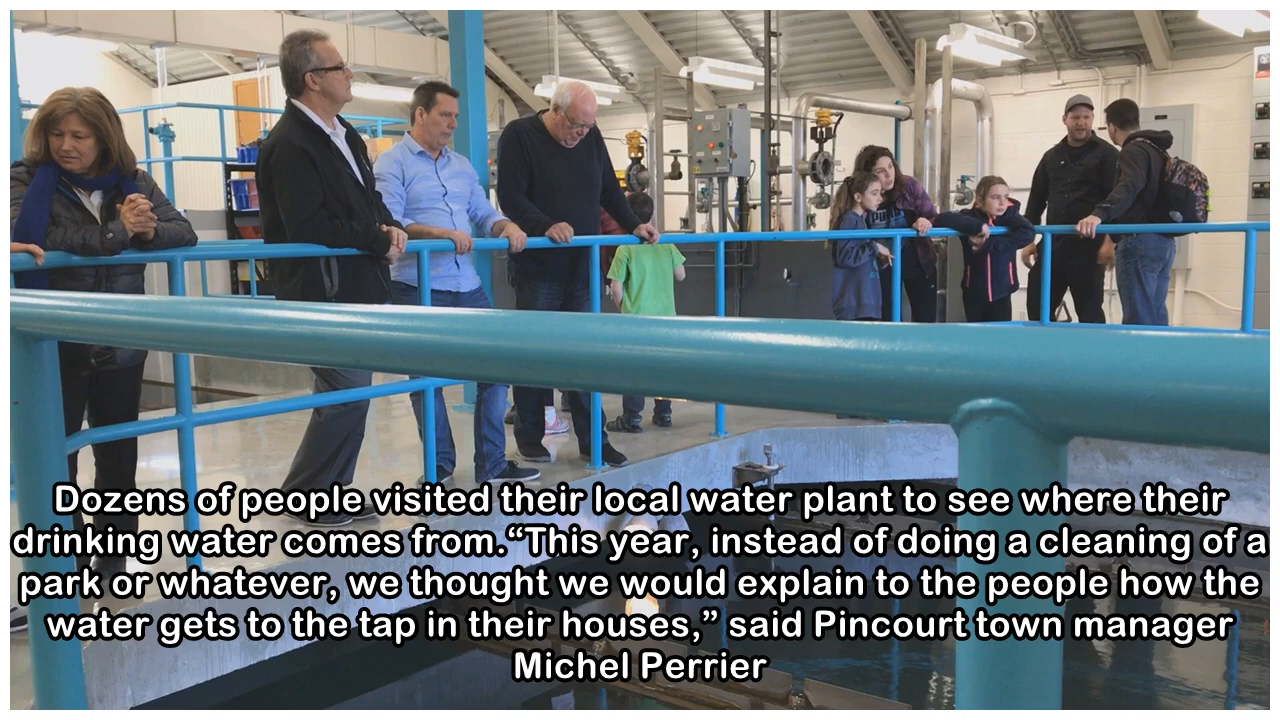 PUMA
Dozens of people visited their local water plant to see where their
drinking water comes from.“This year, instead of doing a cleaning of a
park or whatever, we thought we would explain to the people how the
water gets to the tap in their houses,” said Pincourt town manager
Michel Perrier